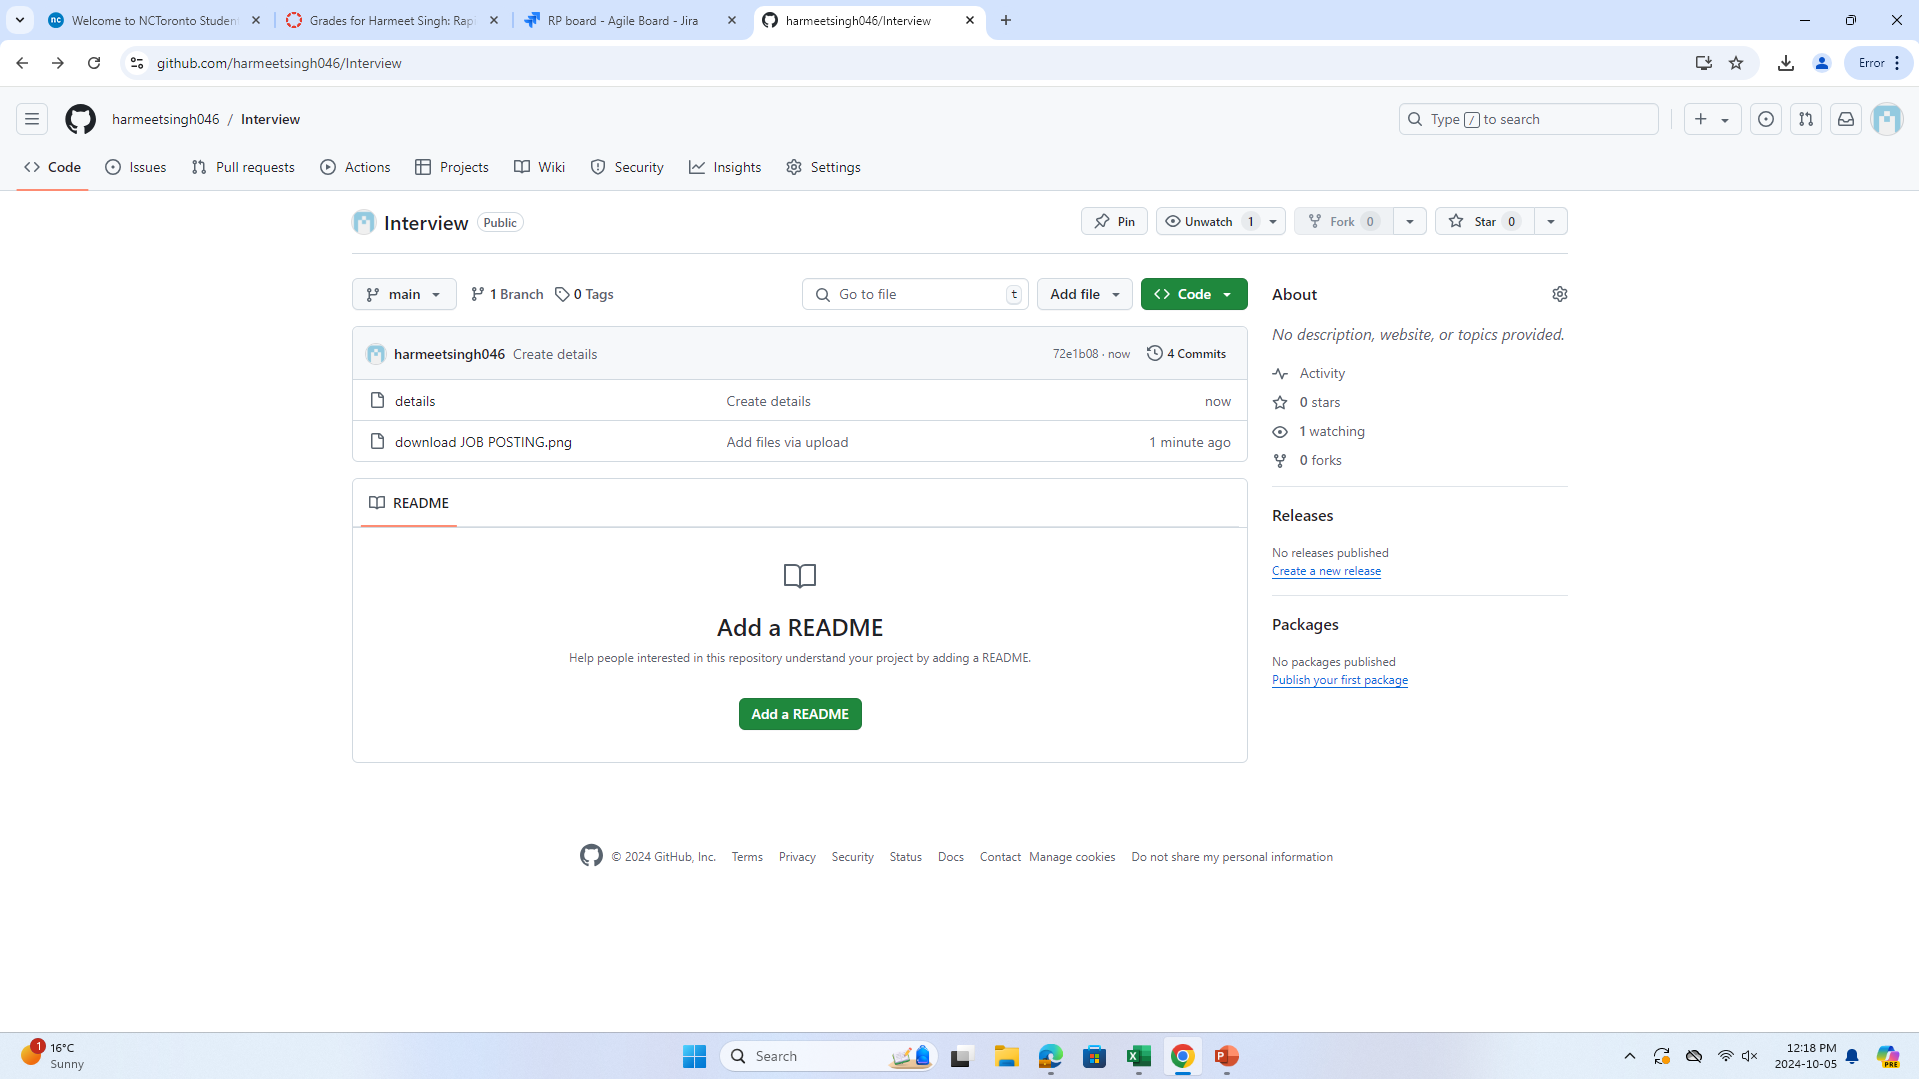 Welcome to NCToronto Studen
Grades for Harmeet Singh: Rapi
RP board - Agile Board - Jira
harmeetsingh046/Interview
github.com/harmeetsingh046/Interview
Error
harmeetsingh046 / Interview
Type / to search
Code
Issues
Pull requests
Actions
Projects
Wiki
Security
Insights
Settings
Interview Public
Pin
Unwatch 1
Fork 0
Star 0
main
1 Branch
0 Tags
Go to file t
Add file
Code
About
No description, website, or topics provided.
harmeetsingh046 Create details
72e1b08 · now
4 Commits
details Create details now
download JOB POSTING.png Add files via upload 1 minute ago
Activity
0 stars
1 watching
0 forks
README
Add a README
Help people interested in this repository understand your project by adding a README.
Add a README
Releases
No releases published
Create a new release
Packages
No packages published
Publish your first package
© 2024 GitHub, Inc. Terms Privacy Security Status Docs Contact Manage cookies Do not share my personal information
1
16°C
Sunny
Search
12:18 PM
2024-10-05
PRE